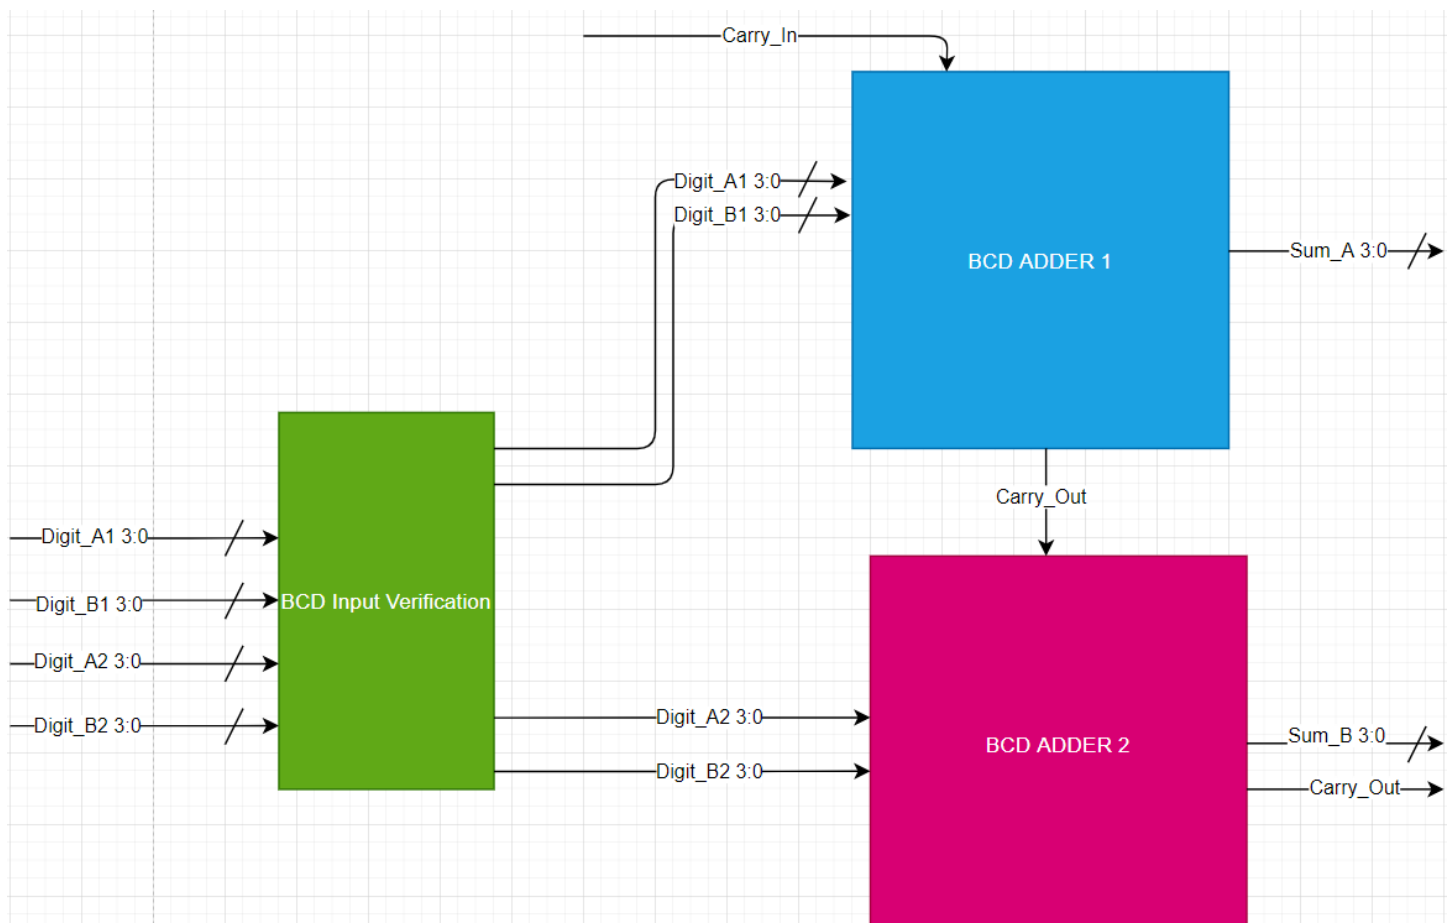 Carry_In
Digit_A1 3:0
Digit_B1 3:0
BCD ADDER 1
Sum_A 3:0
Carry_Out
Digit_A1 3:0
Digit_B1 3:0
Digit_A2 3:0
Digit_B2 3:0
BCD Input Verification
Digit_A2 3:0
Digit_B2 3:0
BCD ADDER 2
Sum_B 3:0
Carry_Out